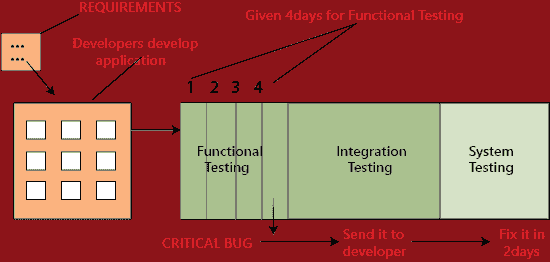 REQUIREMENTS
Given 4days for Functional Testing
Developers develop
application
1 2 3 4
Functional
Testing
Integration
Testing
System
Testing
CRITICAL BUG
Send it to
developer
Fix it in
2days